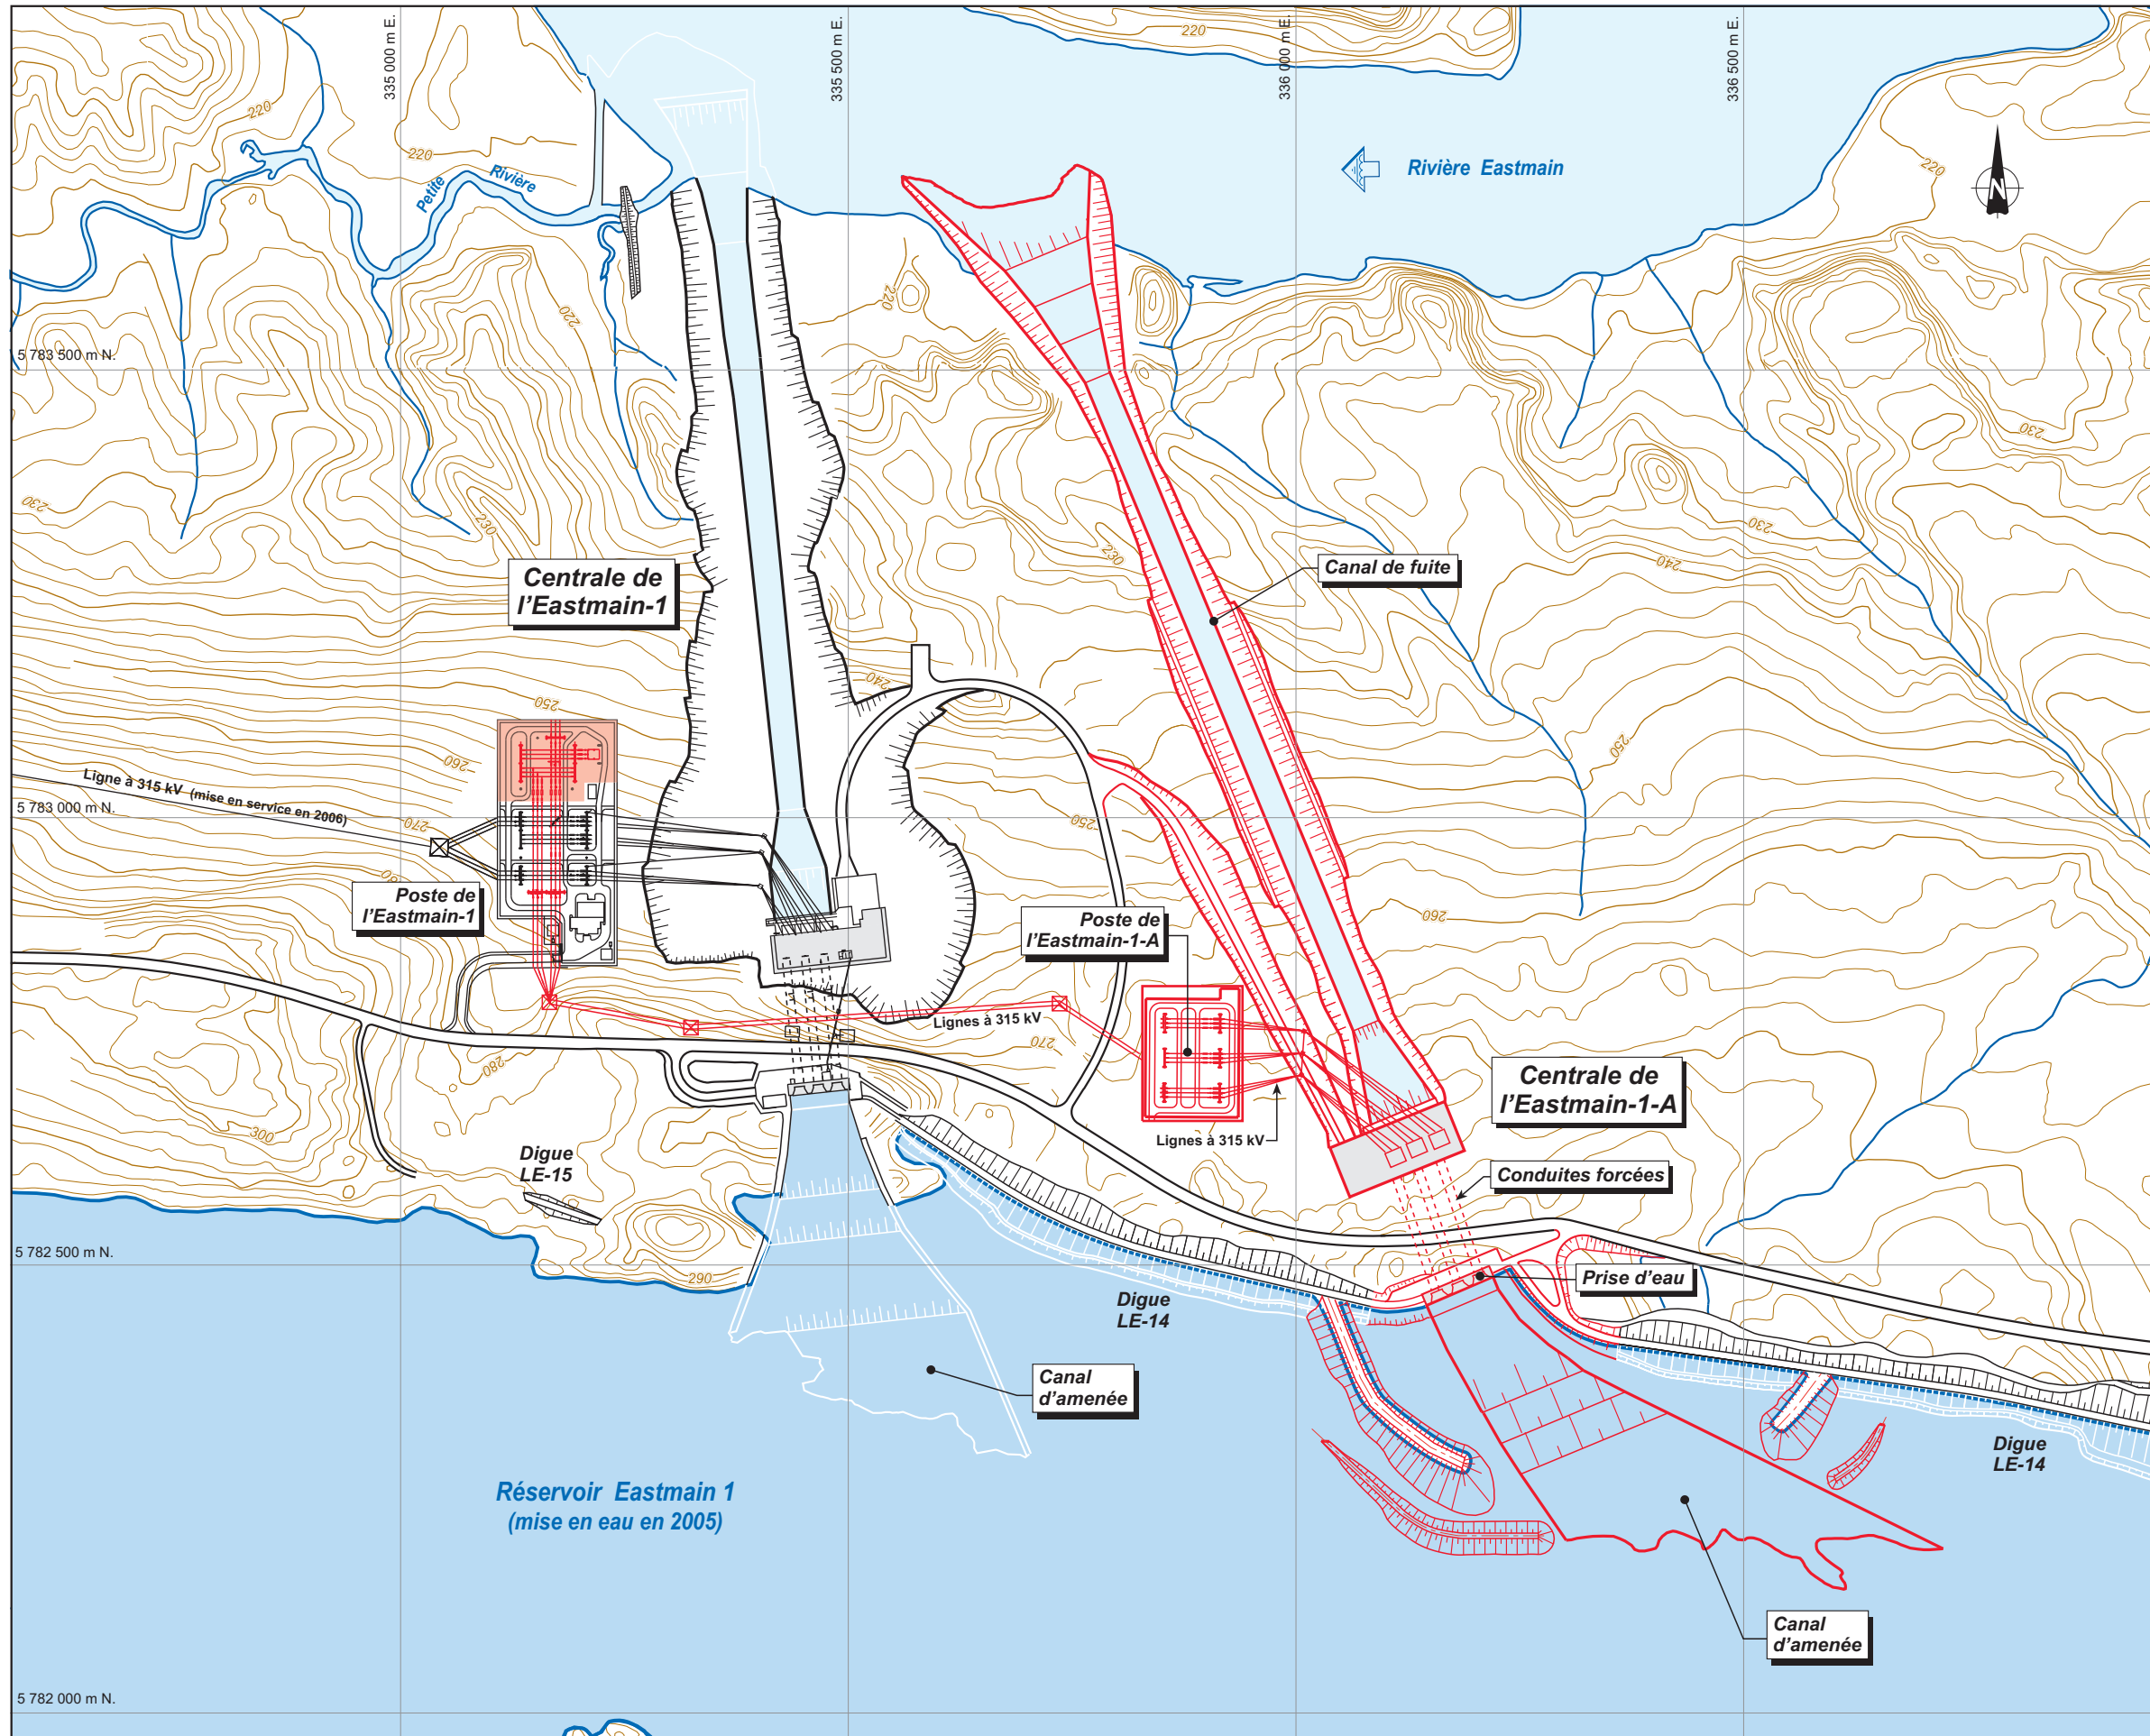 335 000 m E.
335 500 m E.
336 000 m E.
336 500 m E.
220
220
220
220
Petite
Rivière
Rivière Eastmain
N
220
220
5 783 500 m N.
230
230
230
230
230
240
Centrale de
l'Eastmain-1
Canal de fuite
240
250
250
260
Ligne à 315 kV (mise en service en 2006)
5 783 000 m N.
270
250
Poste de
l'Eastmain-1
Poste de
l'Eastmain-1-A
260
Lignes à 315 kV
270
280
Centrale de
l'Eastmain-1-A
300
Lignes à 315 kV
Digue
LE-15
Conduites forcées
5 782 500 m N.
290
Prise d'eau
Digue
LE-14
Canal
d'amenée
Digue
LE-14
Réservoir Eastmain 1
(mise en eau en 2005)
Canal
d'amenée
5 782 000 m N.